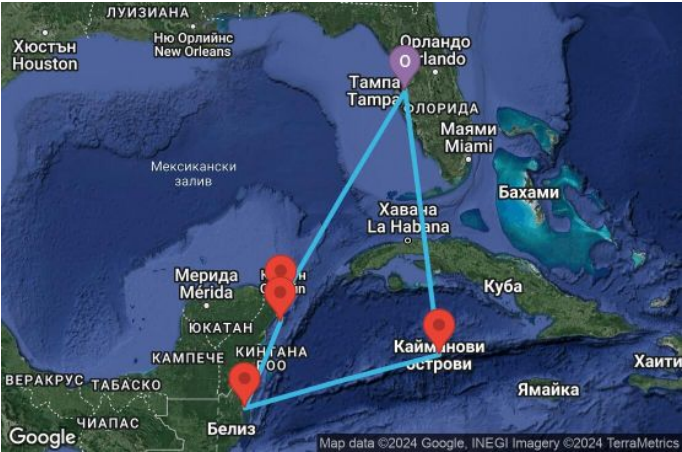 ЛУИЗИАНА
Хюстън
Houston
Ню Орлийнс
New Orleans
Орландо
Orlando
O
Тампа
Tampa
ФЛОРИДА
Маями
Miami
Мексикански
залив
Бахами
Хавана
La Habana
Мерида
Mérida
Куба
ЮКАТАН
КАМПЕЧЕ
КИНТАНА
РОО
Кайманови
острови
Хаити
ВЕРАКРУС
ТАБАСКО
Ямайка
ЧИАПАС
Белиз
Google
Map data ©2024 Google, INEGI Imagery ©2024 TerraMetrics